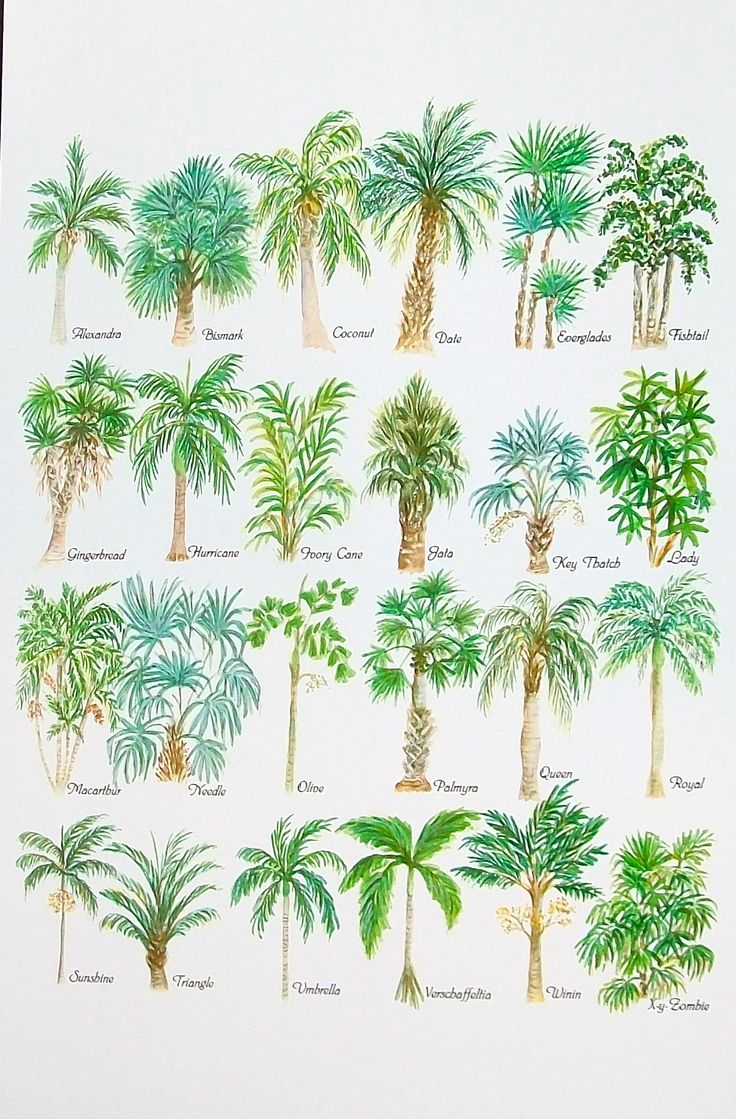 Alexandra
Bismark
Coconut
Date
Everglades
Fishtail
Gingerbread
Hurricane
Ivory Cane
Jata
Key Thatch
Lady
Macarthur
Needle
Olive
Palmyra
Queen
Royal
Sunshine
Triangle
Umbrella
Verschaffeltia
Winin
X-y-Zombie